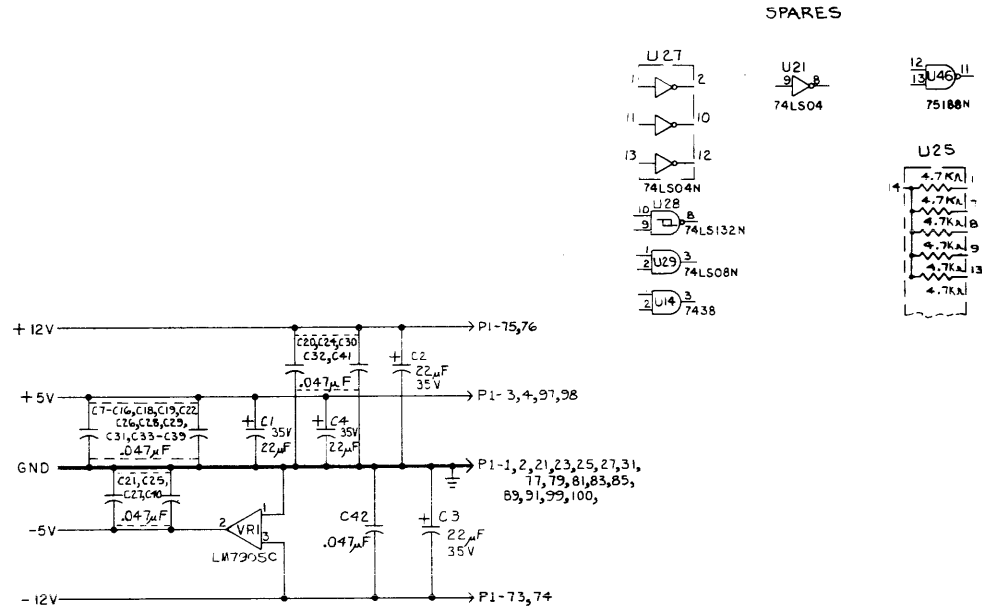 SPARES
U27
1 2
11 10
13 12
74LS04N
U21
9 8
74LS04
12
13 U46 11
75188N
U28
10
9 8
74LS132N
1
2 U29 3
74LS08N
1
2 U14 3
7438
U25
14 4.7KΩ 1
4.7KΩ 7
4.7KΩ 8
4.7KΩ 9
4.7KΩ 13
4.7KΩ
+12V P1-75,76
C20,C24,C30
C32,C41
.047μF
+ C2
22μF
35V
+5V P1-3,4,97,98
C7-C16,C18,C19,C22
C26,C28,C29,
C31,C33-C39
.047μF
+ C1
35V
22μF
+ C4
35V
22μF
GND P1-1,2,21,23,25,27,31,
77,79,81,83,85,
89,91,99,100,
C21,C25,
C27,C40
.047μF
-5V 2 VR1 1
3
LM7905C
C42
.047μF
+ C3
22μF
35V
-12V P1-73,74